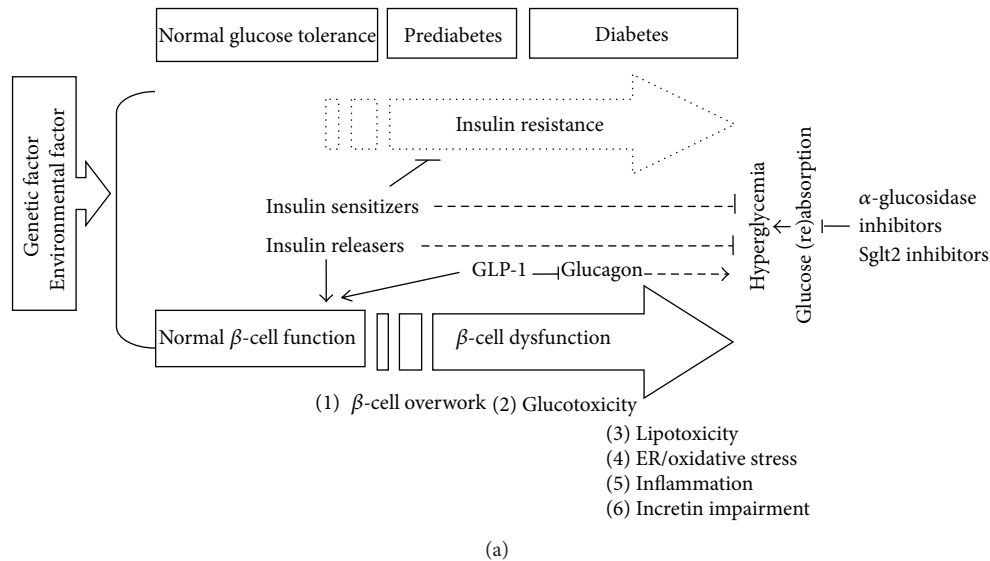 Normal glucose tolerance
Prediabetes
Diabetes
Genetic factor
Environmental factor
Insulin resistance
Insulin sensitizers
Insulin releasers
GLP-1
Glucagon
Hyperglycemia
Glucose (re)absorption
α-glucosidase
inhibitors
Sglt2 inhibitors
Normal β-cell function
β-cell dysfunction
(1) β-cell overwork
(2) Glucotoxicity
(3) Lipotoxicity
(4) ER/oxidative stress
(5) Inflammation
(6) Incretin impairment
(a)